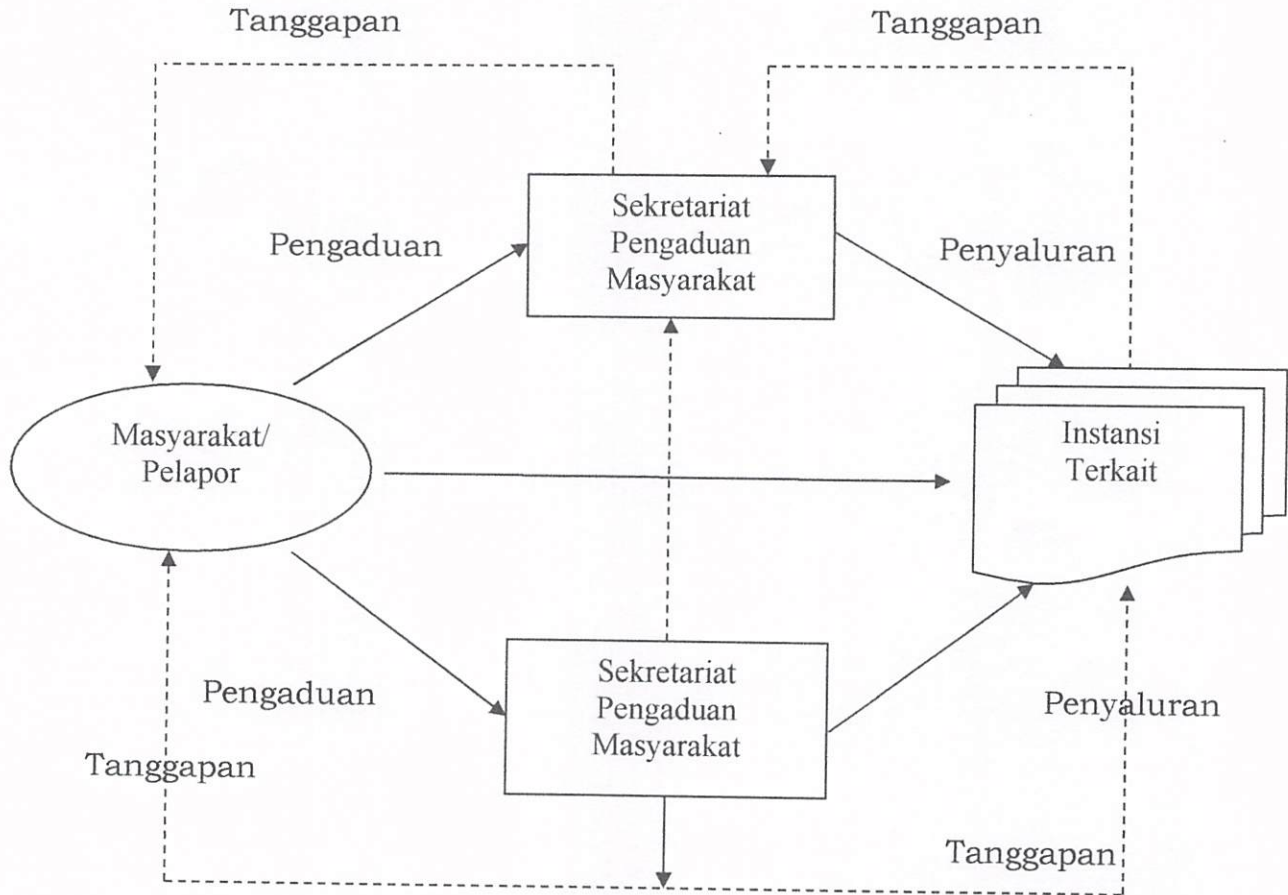 Tanggapan
Tanggapan
Sekretariat
Pengaduan
Masyarakat
Pengaduan
Penyaluran
Masyarakat/
Pelapor
Instansi
Terkait
Sekretariat
Pengaduan
Masyarakat
Pengaduan
Penyaluran
Tanggapan
Tanggapan